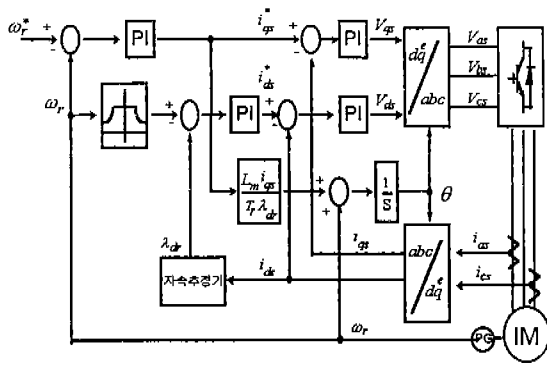 ω_r^* + - PI i_qs^* + - PI V_qs dq^e abc V_as
V_bs
i_ds^*
ω_r + - PI + - PI V_ds V_cs
L_m i_qs
T_r λ_dr + + 1
S θ
λ_dr i_qs abc i_as
자속추정기 i_ds dq^e i_cs
ω_r PG IM